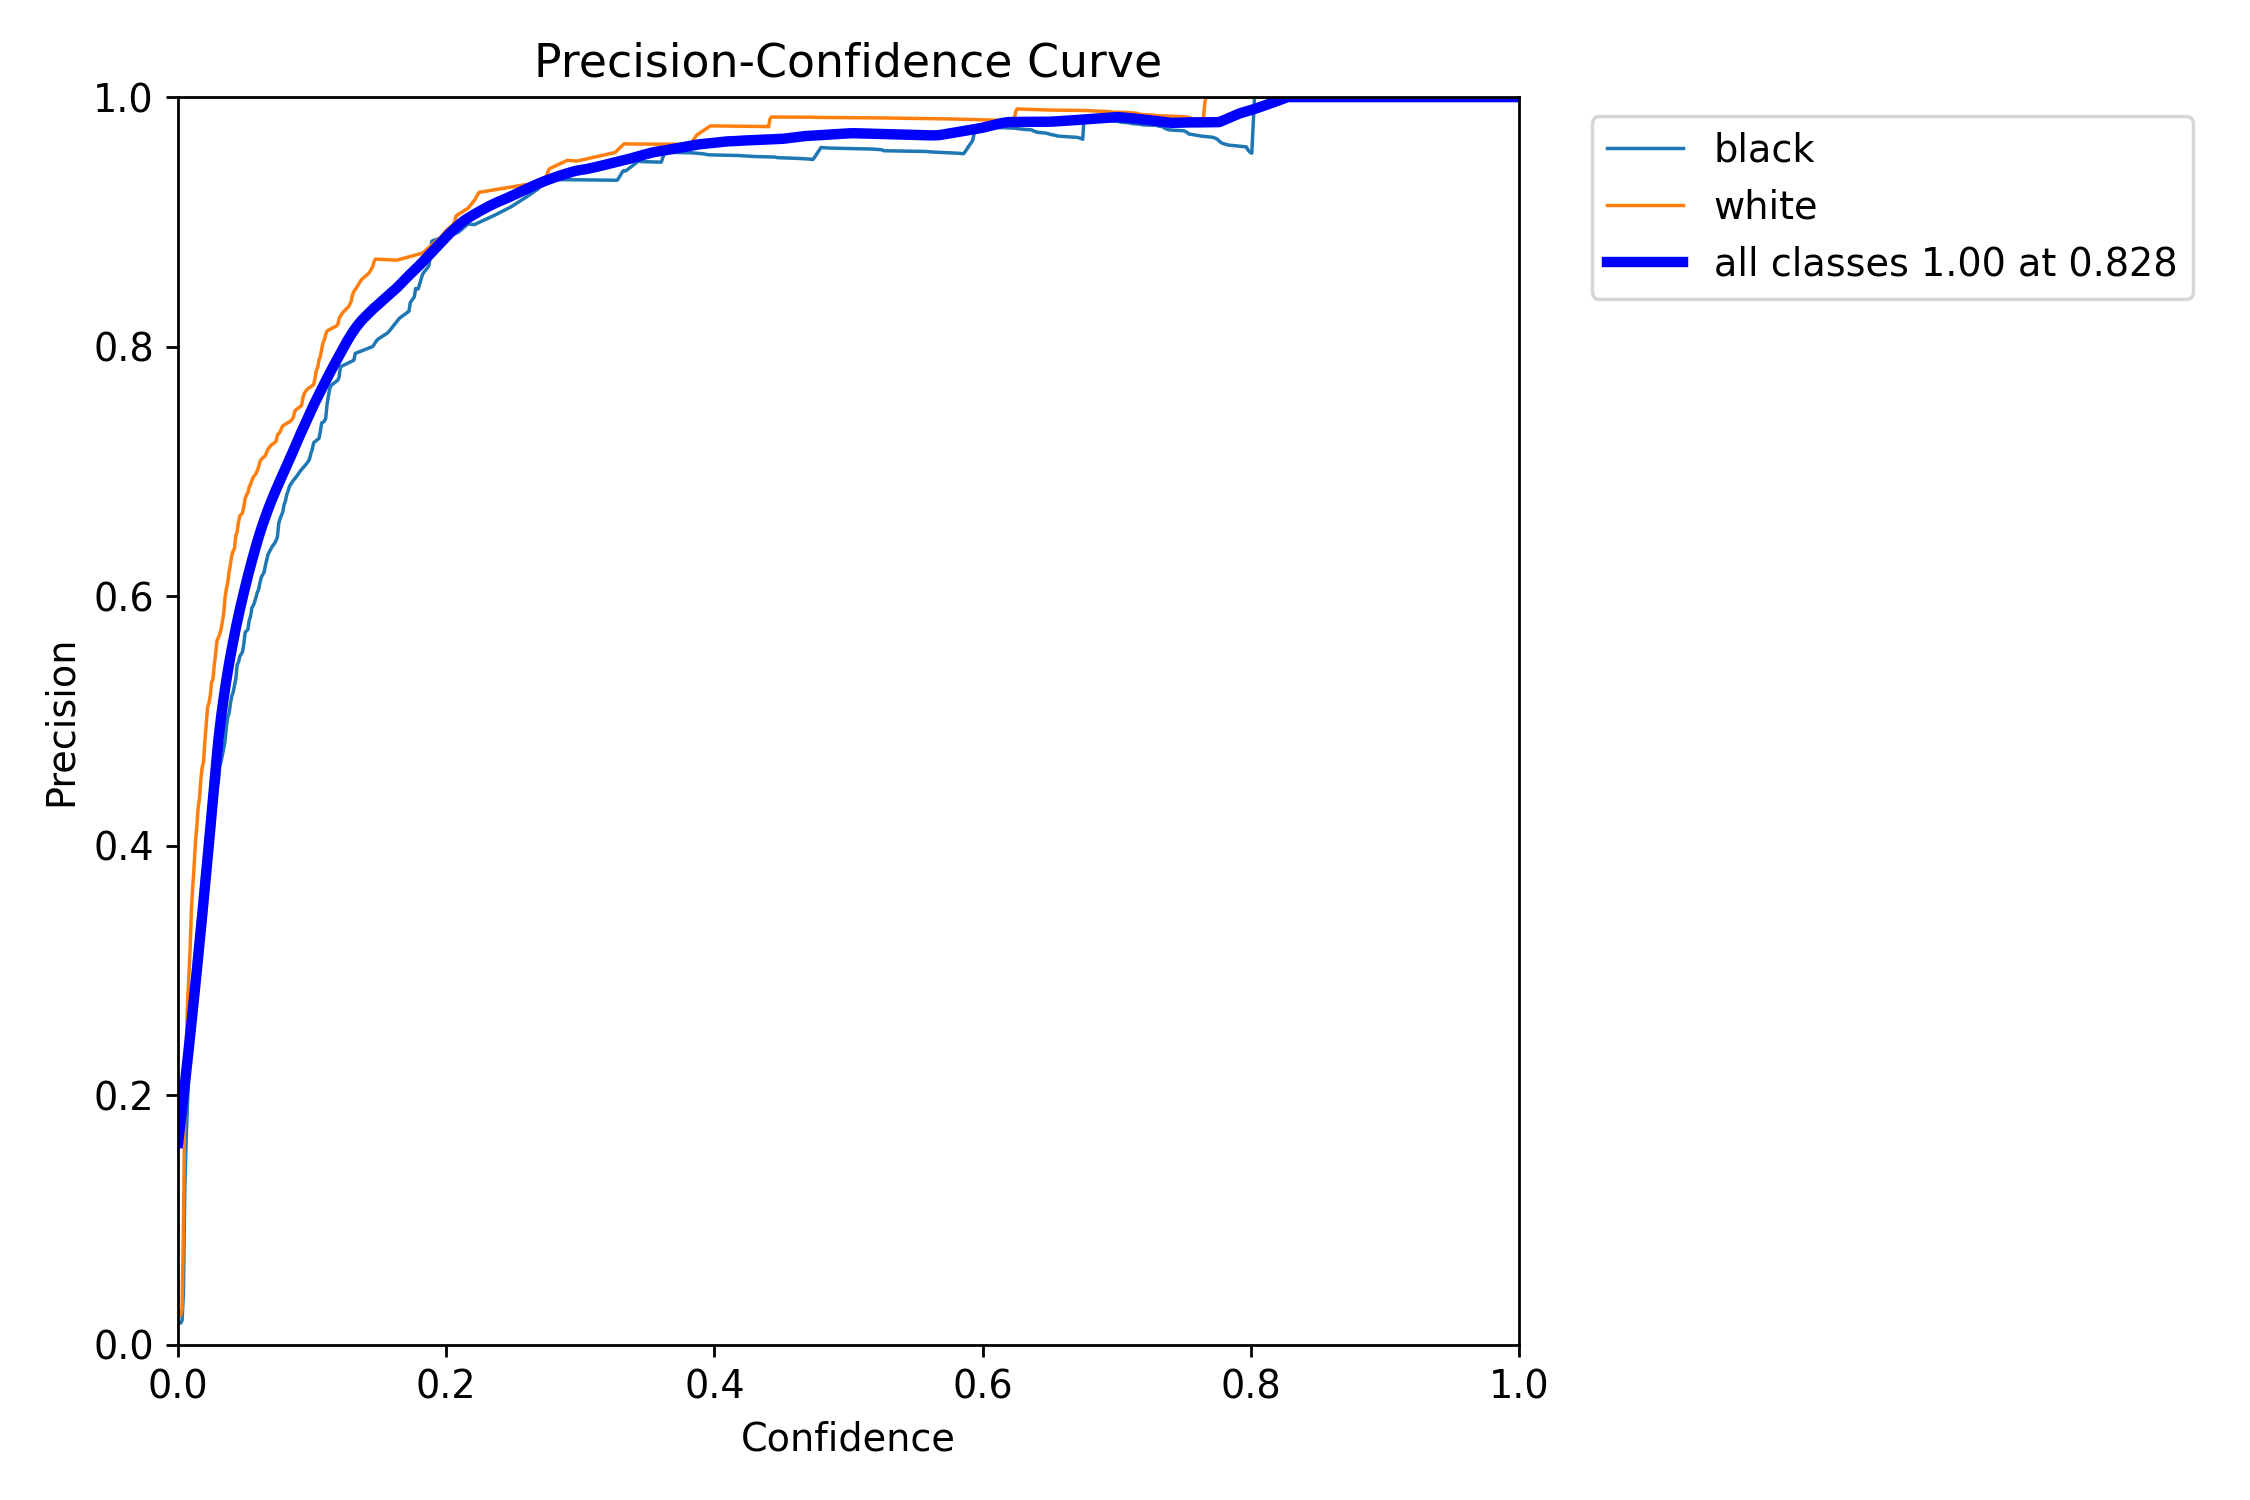 Precision-Confidence Curve
1.0
0.8
0.6
0.4
0.2
0.0
Precision
0.0 0.2 0.4 0.6 0.8 1.0
Confidence
black
white
all classes 1.00 at 0.828